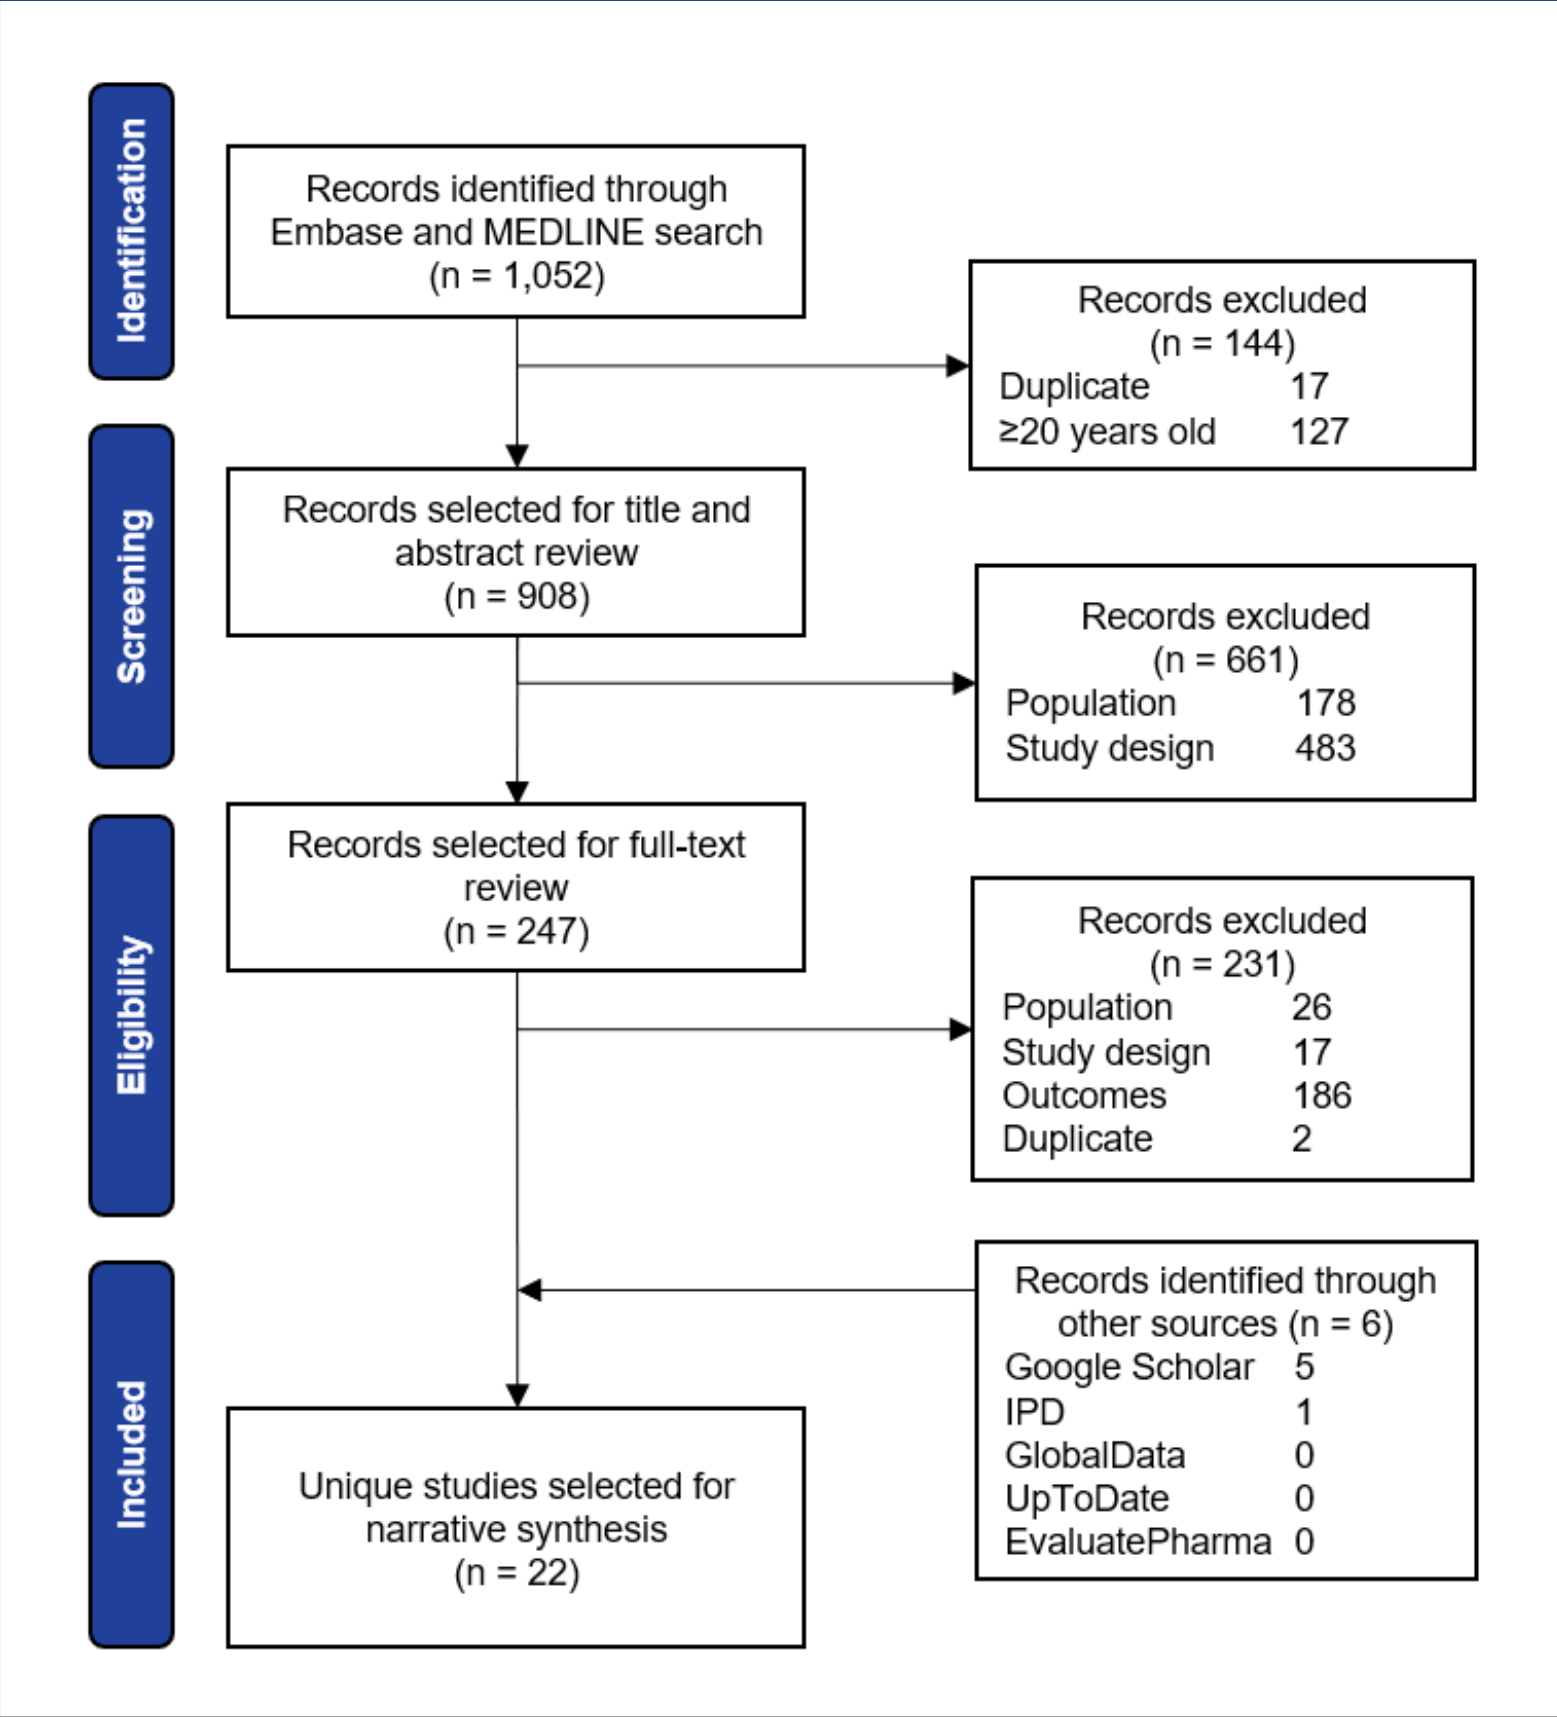 Identification
Records identified through
Embase and MEDLINE search
(n = 1,052)
Records excluded
(n = 144)
Duplicate 17
≥20 years old 127
Screening
Records selected for title and
abstract review
(n = 908)
Records excluded
(n = 661)
Population 178
Study design 483
Eligibility
Records selected for full-text
review
(n = 247)
Records excluded
(n = 231)
Population 26
Study design 17
Outcomes 186
Duplicate 2
Included
Records identified through
other sources (n = 6)
Google Scholar 5
IPD 1
GlobalData 0
UpToDate 0
EvaluatePharma 0
Unique studies selected for
narrative synthesis
(n = 22)